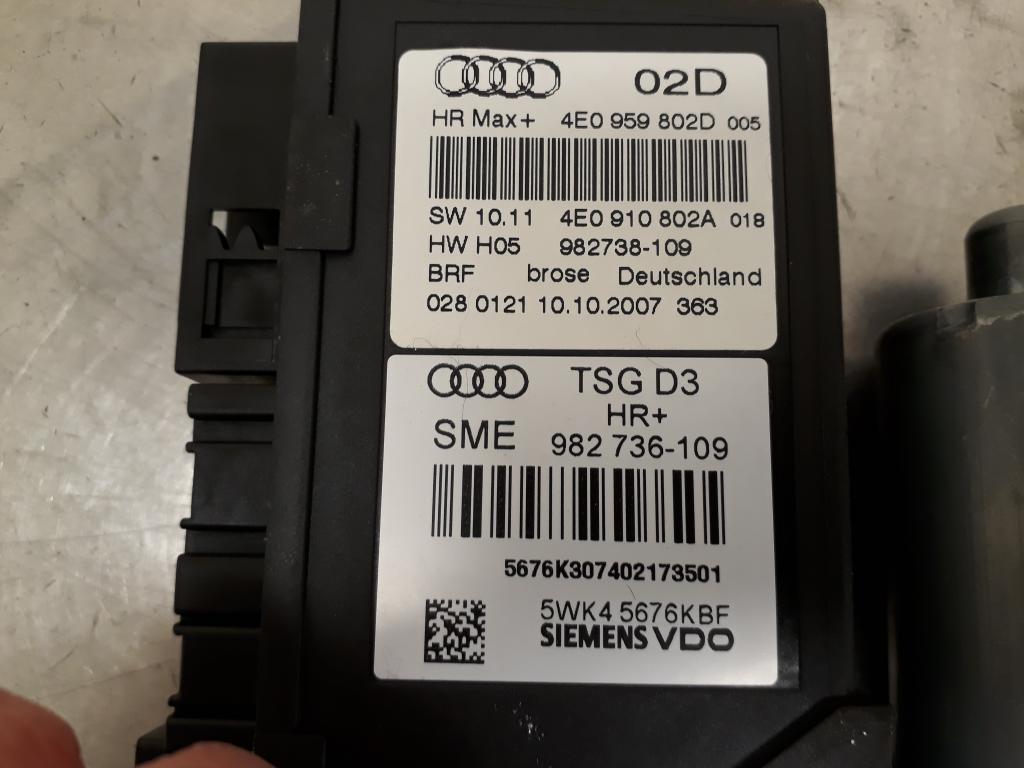 02D
HR Max+ 4E0 959 802D 005
SW 10.11 4E0 910 802A 018
HW H05 982738-109
BRF brose Deutschland
028 0121 10.10.2007 363
TSG D3
HR+
SME 982 736-109
5676K307402173501
5WK4 5676KBF
SIEMENS VDO